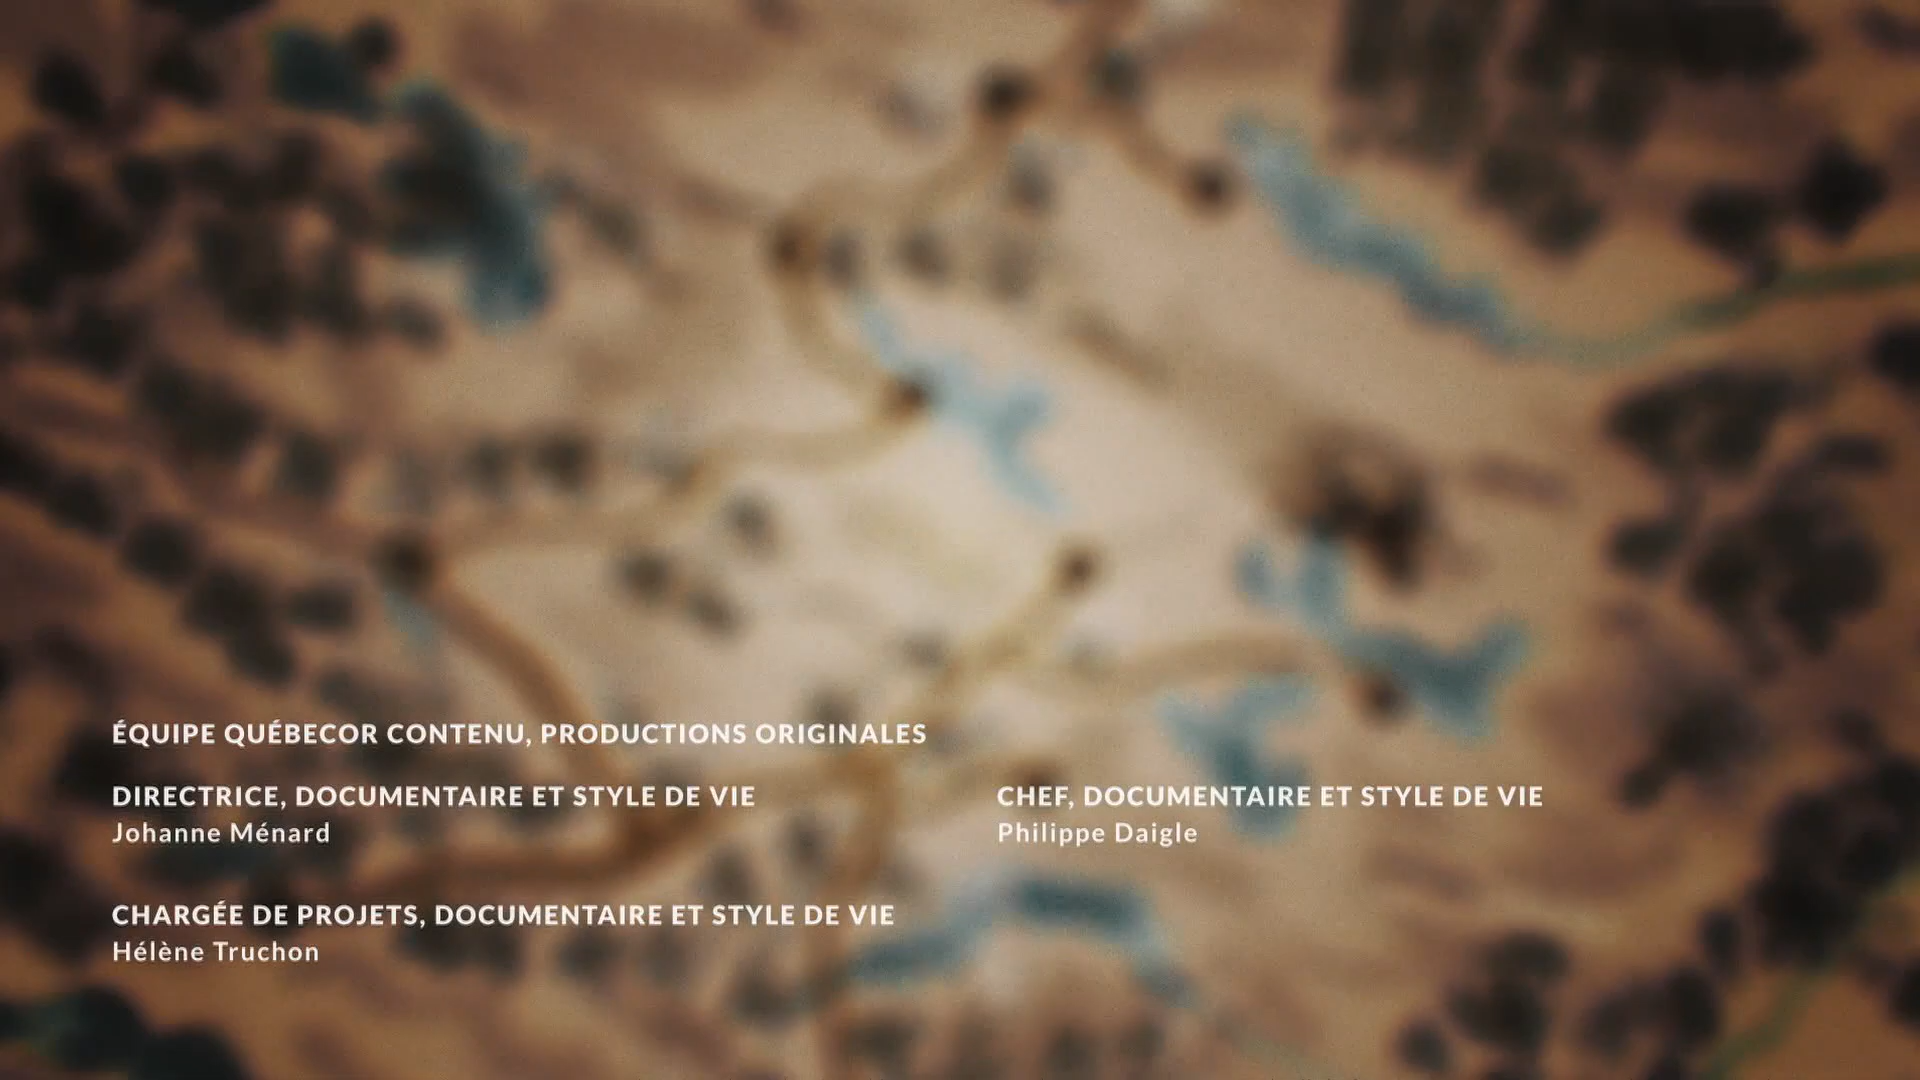 ÉQUIPE QUÉBECOR CONTENU, PRODUCTIONS ORIGINALES
DIRECTRICE, DOCUMENTAIRE ET STYLE DE VIE
Johanne Ménard
CHEF, DOCUMENTAIRE ET STYLE DE VIE
Philippe Daigle
CHARGÉE DE PROJETS, DOCUMENTAIRE ET STYLE DE VIE
Hélène Truchon